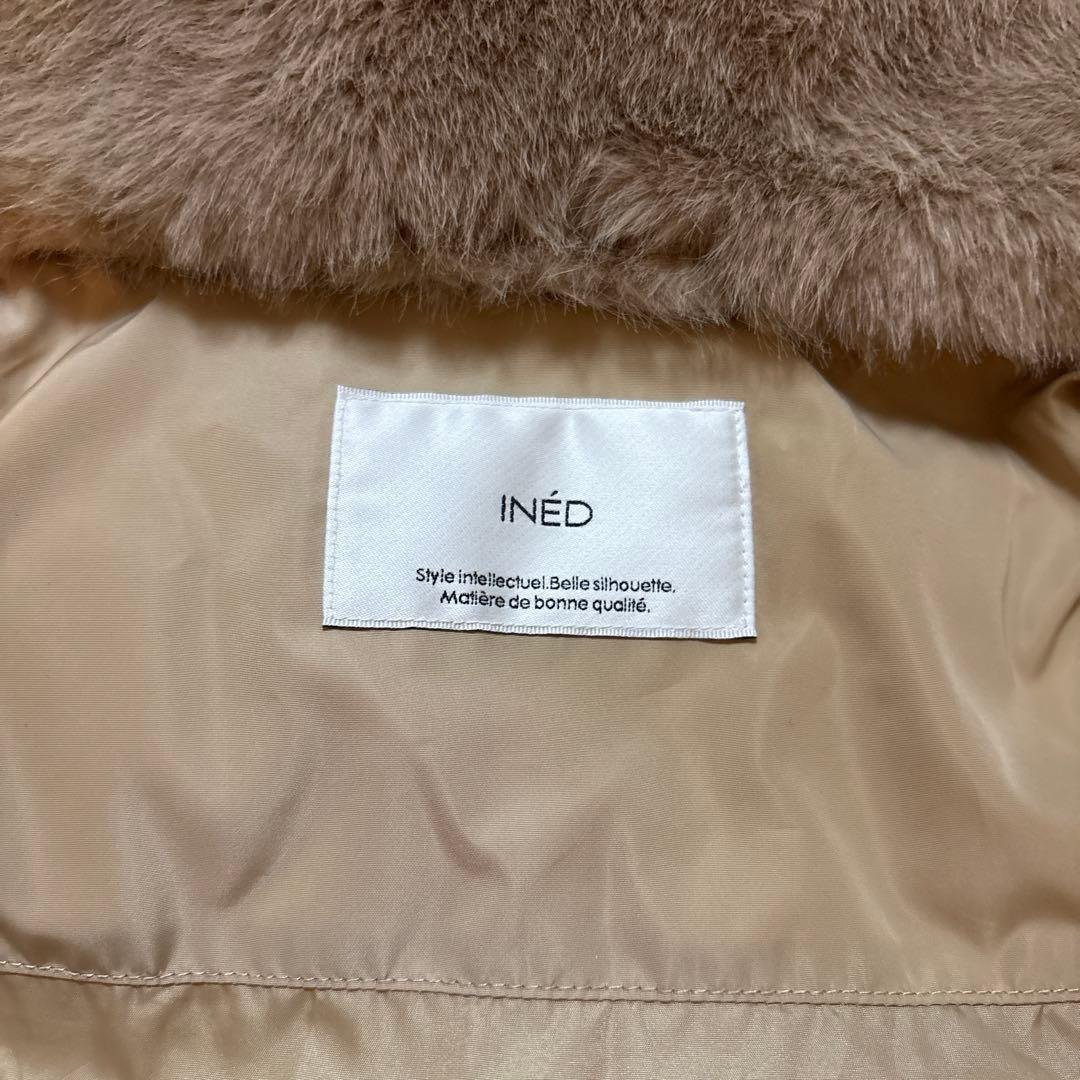 INÉD
Style intellectuel.Belle silhouette.
Matière de bonne qualité.